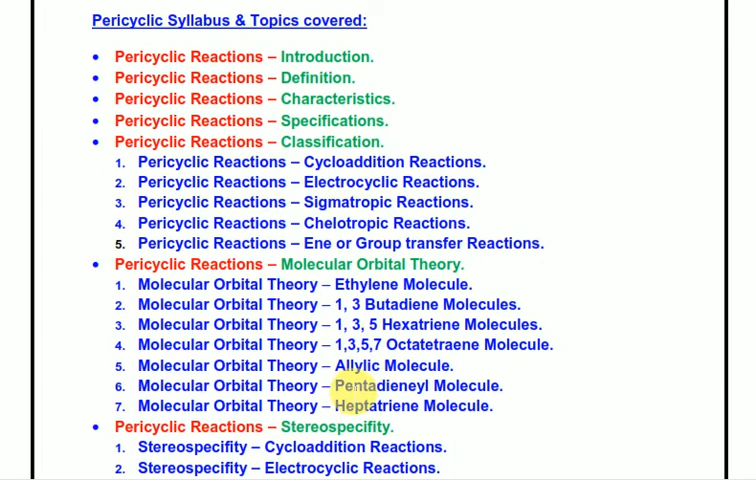 Pericyclic Syllabus & Topics covered:
• Pericyclic Reactions – Introduction.
• Pericyclic Reactions – Definition.
• Pericyclic Reactions – Characteristics.
• Pericyclic Reactions – Specifications.
• Pericyclic Reactions – Classification.
1. Pericyclic Reactions – Cycloaddition Reactions.
2. Pericyclic Reactions – Electrocyclic Reactions.
3. Pericyclic Reactions – Sigmatropic Reactions.
4. Pericyclic Reactions – Chelotropic Reactions.
5. Pericyclic Reactions – Ene or Group transfer Reactions.
• Pericyclic Reactions – Molecular Orbital Theory.
1. Molecular Orbital Theory – Ethylene Molecule.
2. Molecular Orbital Theory – 1, 3 Butadiene Molecules.
3. Molecular Orbital Theory – 1, 3, 5 Hexatriene Molecules.
4. Molecular Orbital Theory – 1,3,5,7 Octatetraene Molecule.
5. Molecular Orbital Theory – Allylic Molecule.
6. Molecular Orbital Theory – Pentadieneyl Molecule.
7. Molecular Orbital Theory – Heptatriene Molecule.
• Pericyclic Reactions – Stereospecifity.
1. Stereospecifity – Cycloaddition Reactions.
2. Stereospecifity – Electrocyclic Reactions.